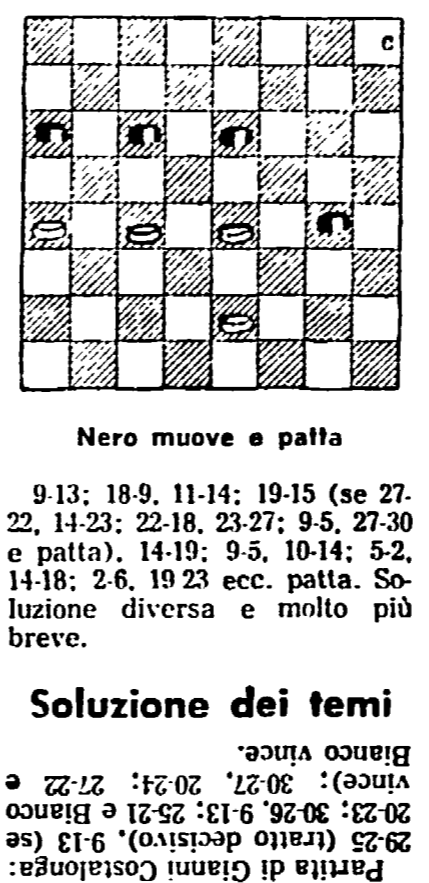 C
Nero muove e patta
9-13; 18-9, 11-14; 19-15 (se 27-
22, 14-23; 22-18, 23-27; 9-5, 27-30
e patta), 14-19; 9-5, 10-14; 5-2,
14-18; 2-6, 19 23 ecc. patta. So-
luzione diversa e molto più
breve.
Soluzione dei temi
Partita di Gianni Costalonga:
29-25 (tratto decisivo), 9-13 (se
20-23; 30-26, 9-13; 25-21 e Bianco
vince); 30-27, 20-24; 27-22 e
Bianco vince.